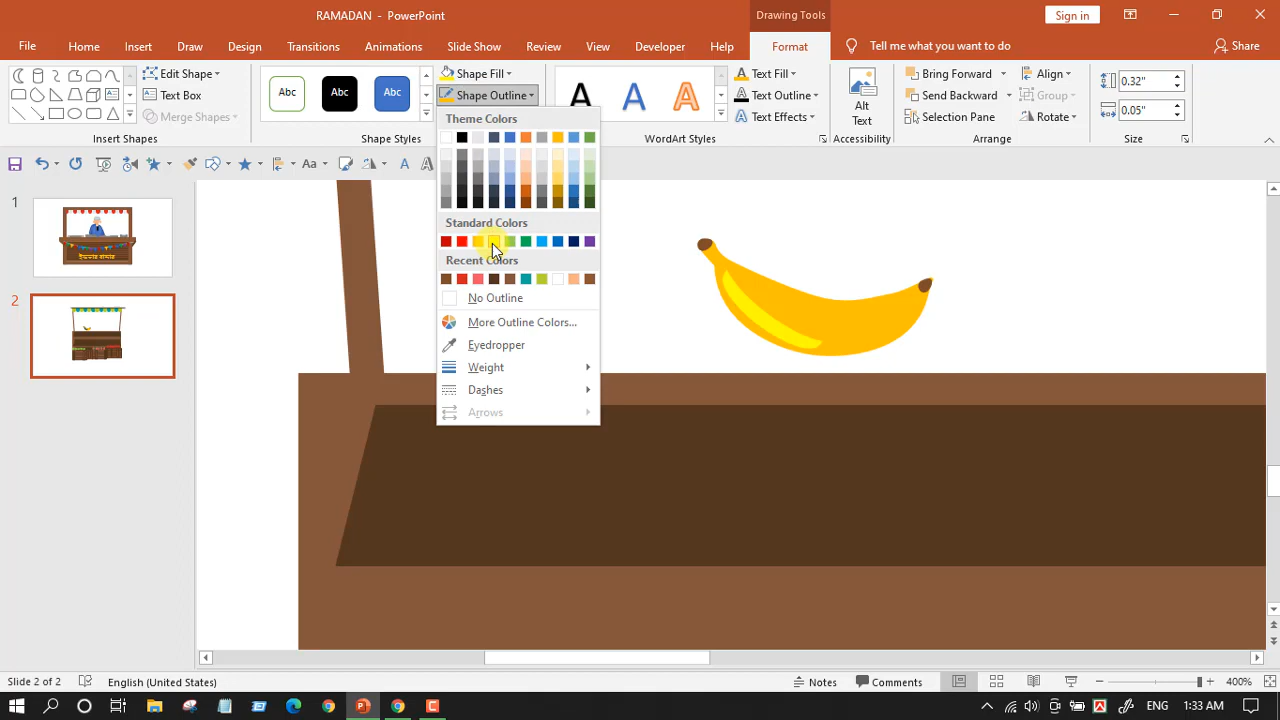 RAMADAN - PowerPoint
Drawing Tools
Sign in
File
Home
Insert
Draw
Design
Transitions
Animations
Slide Show
Review
View
Developer
Help
Format
Tell me what you want to do
Share
Edit Shape
Text Box
Merge Shapes
Insert Shapes
Abc
Abc
Abc
Shape Styles
Shape Fill
Shape Outline
A
A
A
WordArt Styles
Text Fill
Text Outline
Text Effects
Alt
Text
Accessibility
Bring Forward
Send Backward
Selection Pane
Align
Group
Rotate
Arrange
0.32"
0.05"
Size
Aa
A
A
Theme Colors
Standard Colors
Recent Colors
No Outline
More Outline Colors...
Eyedropper
Weight
Dashes
Arrows
1
2
Slide 2 of 2
English (United States)
Notes
Comments
400%
ENG
1:33 AM